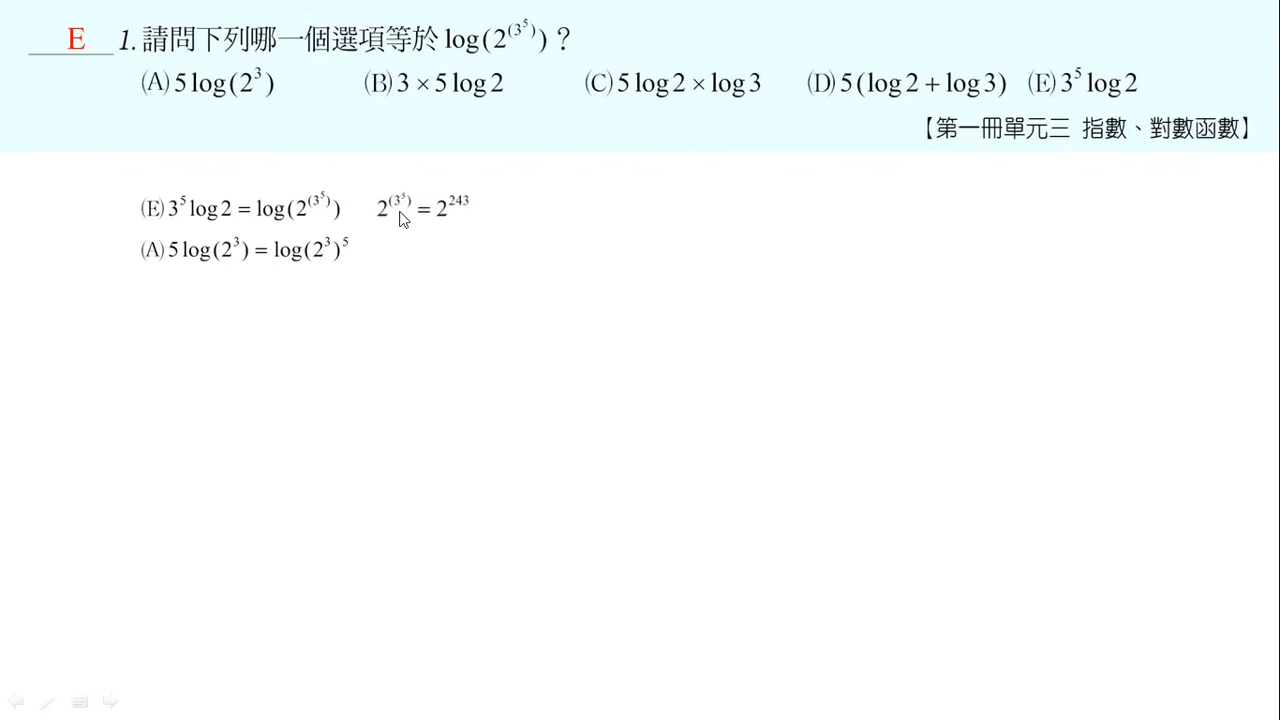 E 1. 請問下列哪一個選項等於 log(2^(3^5))？
(A) 5 log(2^3) (B) 3 × 5 log 2 (C) 5 log 2 × log 3 (D) 5(log 2 + log 3) (E) 3^5 log 2
【第一冊單元三 指數、對數函數】
(E) 3^5 log 2 = log(2^(3^5)) 2^(3^5) = 2^243
(A) 5 log(2^3) = log(2^3)^5